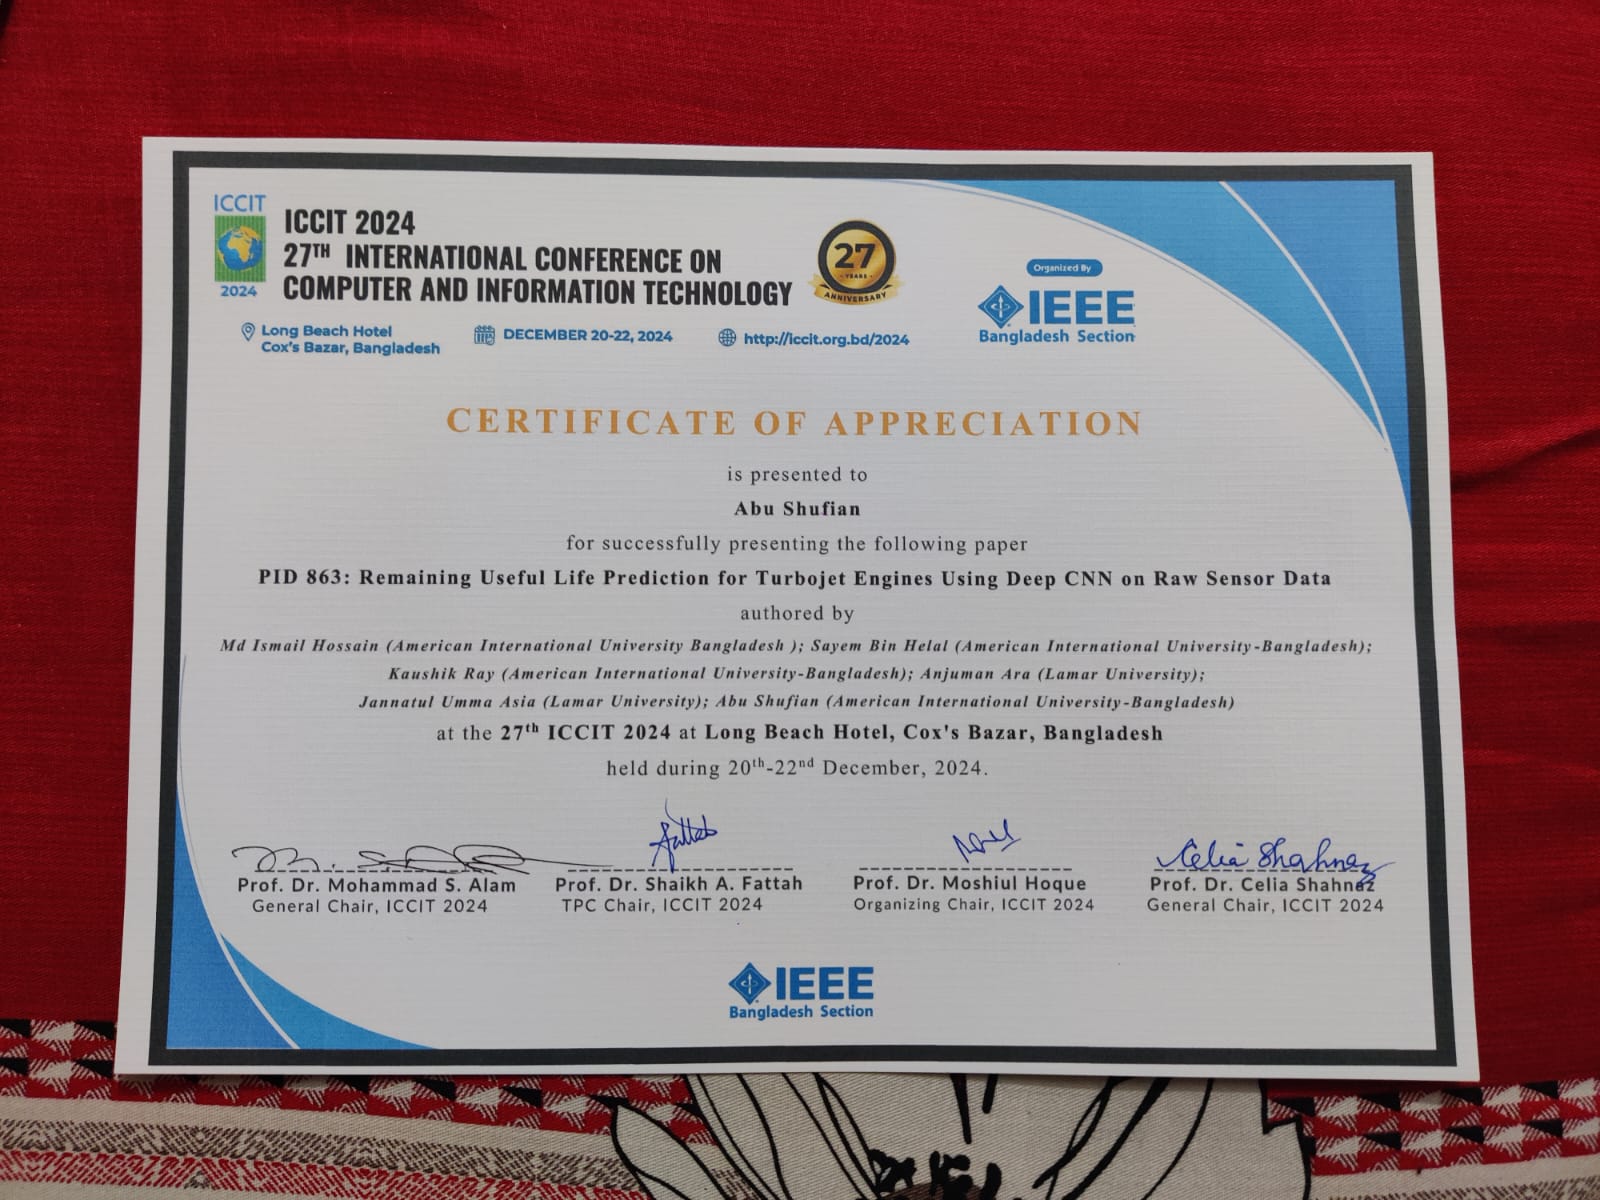 ICCIT
2024
ICCIT 2024
27TH INTERNATIONAL CONFERENCE ON
COMPUTER AND INFORMATION TECHNOLOGY
27
YEARS
ANNIVERSARY
Long Beach Hotel
Cox's Bazar, Bangladesh
DECEMBER 20-22, 2024
http://iccit.org.bd/2024
Organized By
IEEE
Bangladesh Section
CERTIFICATE OF APPRECIATION
is presented to
Abu Shufian
for successfully presenting the following paper
PID 863: Remaining Useful Life Prediction for Turbojet Engines Using Deep CNN on Raw Sensor Data
authored by
Md Ismail Hossain (American International University Bangladesh ); Sayem Bin Helal (American International University-Bangladesh);
Kaushik Ray (American International University-Bangladesh); Anjuman Ara (Lamar University);
Jannatul Umma Asia (Lamar University); Abu Shufian (American International University-Bangladesh)
at the 27th ICCIT 2024 at Long Beach Hotel, Cox's Bazar, Bangladesh
held during 20th-22nd December, 2024.
Fattah
Celia Shahnaz
Prof. Dr. Mohammad S. Alam
General Chair, ICCIT 2024
Prof. Dr. Shaikh A. Fattah
TPC Chair, ICCIT 2024
Prof. Dr. Moshiul Hoque
Organizing Chair, ICCIT 2024
Prof. Dr. Celia Shahnaz
General Chair, ICCIT 2024
IEEE
Bangladesh Section